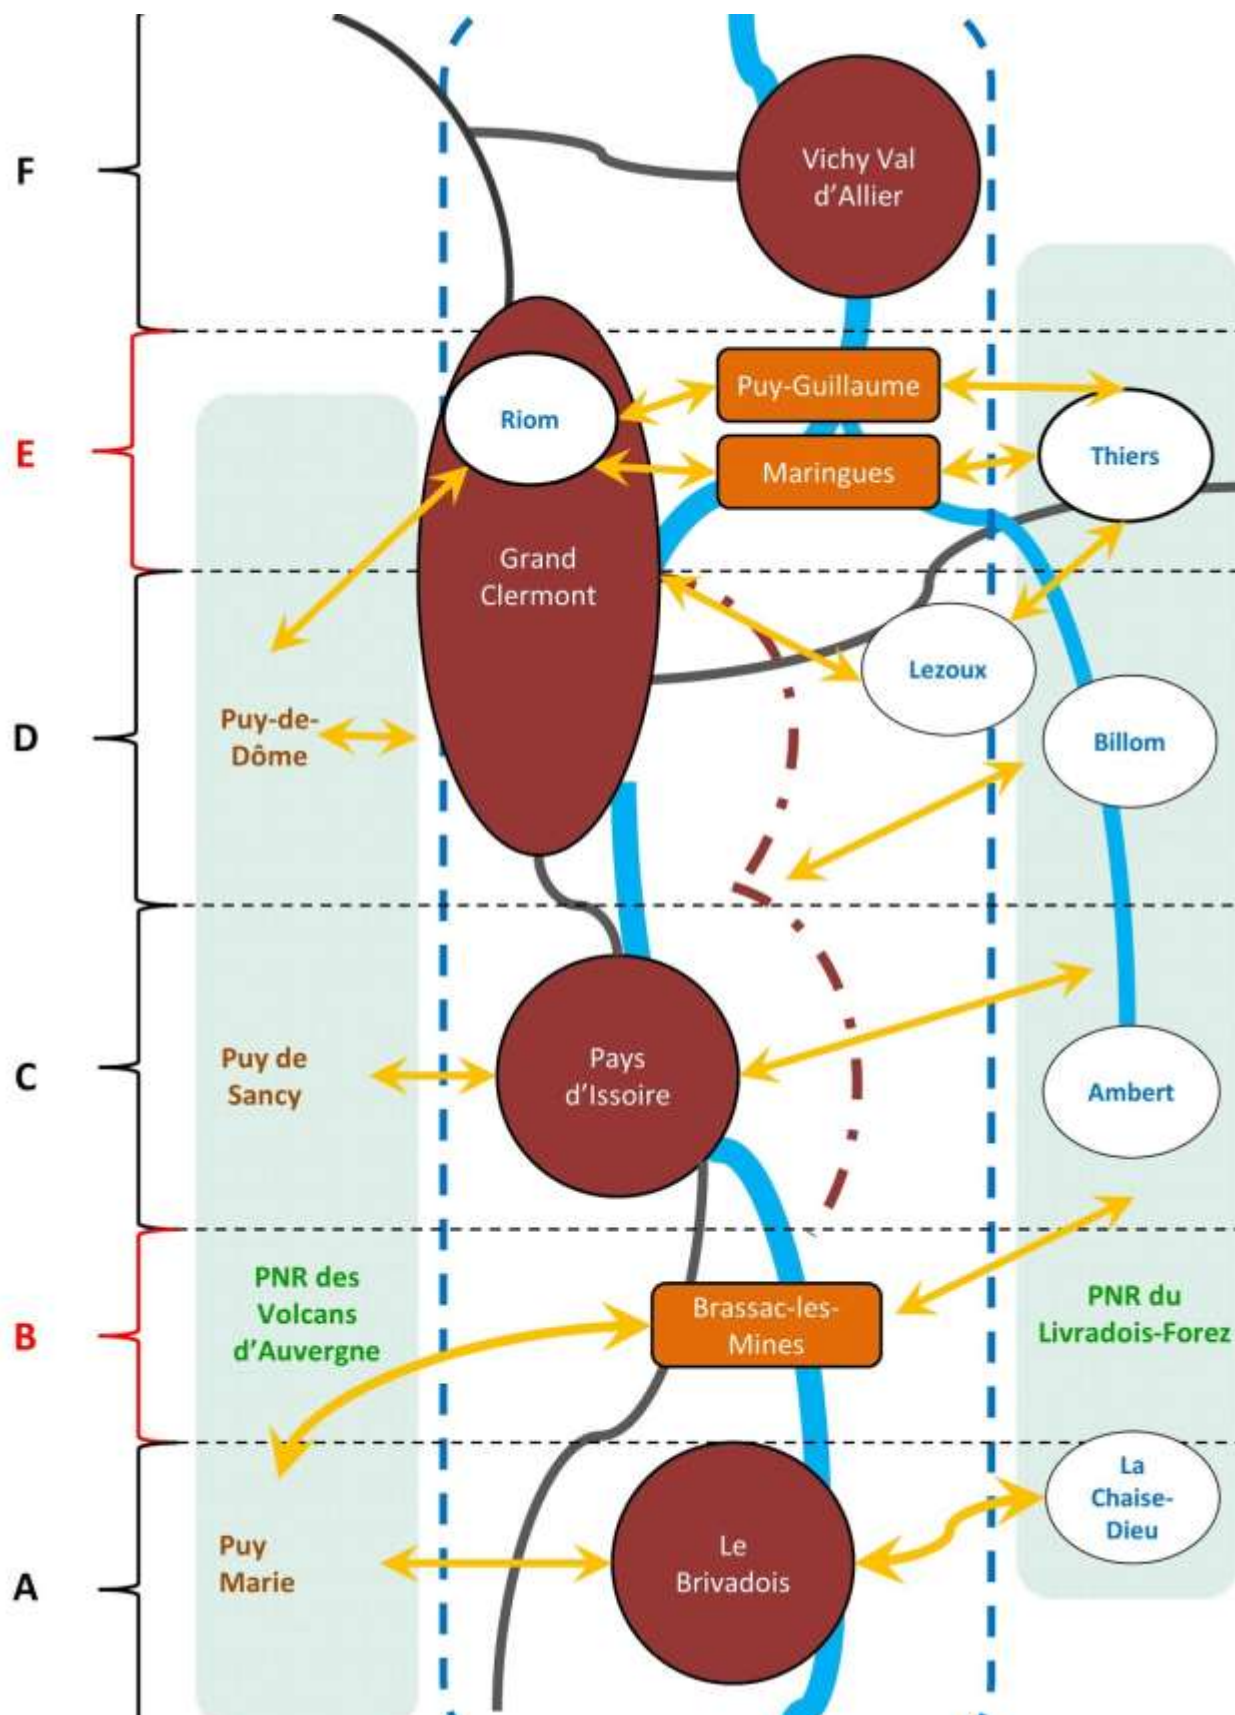 F
Vichy Val
d'Allier
E
Riom
Puy-Guillaume
Maringues
Thiers
Grand
Clermont
D
Puy-de-
Dôme
Lezoux
Billom
C
Puy de
Sancy
Pays
d'Issoire
Ambert
B
PNR des
Volcans
d'Auvergne
Brassac-les-
Mines
PNR du
Livradois-Forez
A
Puy
Marie
Le
Brivadois
La
Chaise-
Dieu